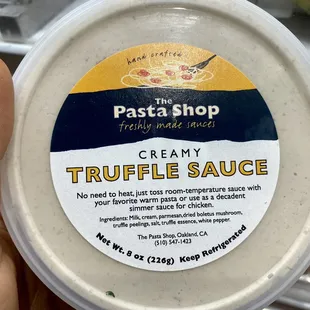 hand crafted
The
Pasta Shop
freshly made sauces
CREAMY
TRUFFLE SAUCE
No need to heat, just toss room-temperature sauce with
your favorite warm pasta or use as a decadent
simmer sauce for chicken.
Ingredients: Milk, cream, parmesan,dried boletus mushroom,
truffle peelings, salt, truffle essence, white pepper.
The Pasta Shop, Oakland, CA
(510) 547-1423
Net Wt. 8 oz (226g) Keep Refrigerated